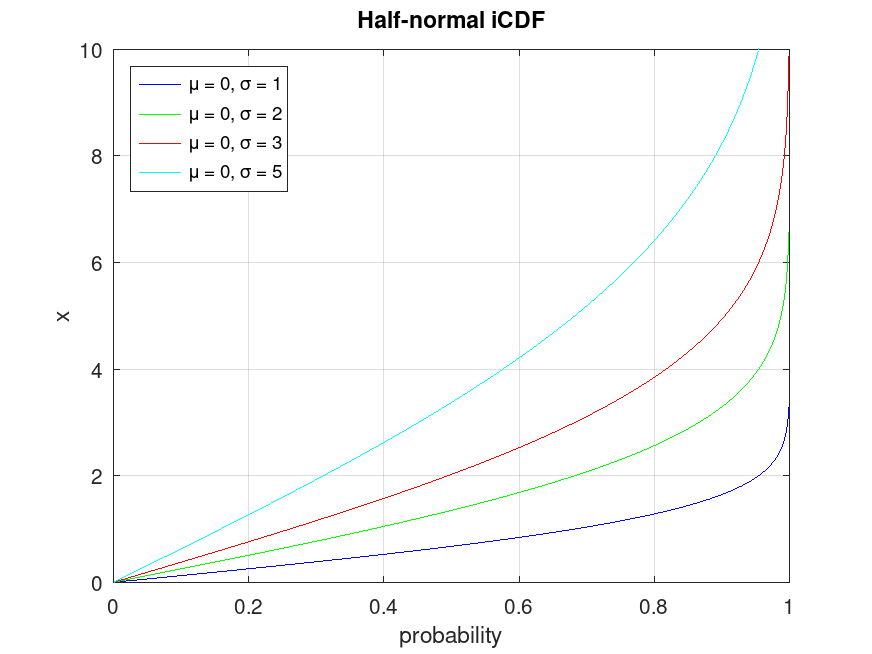 Half-normal iCDF
10
8
6
4
2
0
x
μ = 0, σ = 1
μ = 0, σ = 2
μ = 0, σ = 3
μ = 0, σ = 5
0 0.2 0.4 0.6 0.8 1
probability